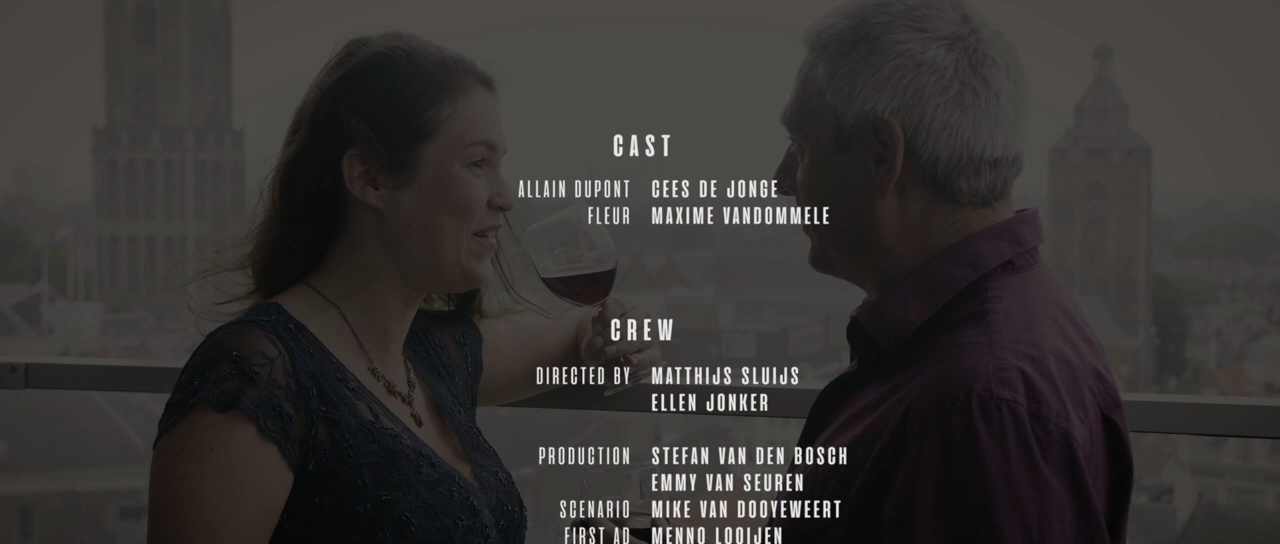 CAST
ALLAIN DUPONT CEES DE JONGE
FLEUR MAXIME VANDOMMELE
CREW
DIRECTED BY MATTHIJS SLUIJS
ELLEN JONKER
PRODUCTION STEFAN VAN DEN BOSCH
EMMY VAN SEUREN
SCENARIO MIKE VAN DOOYEWEERT
FIRST AD MENNO LOOIJEN